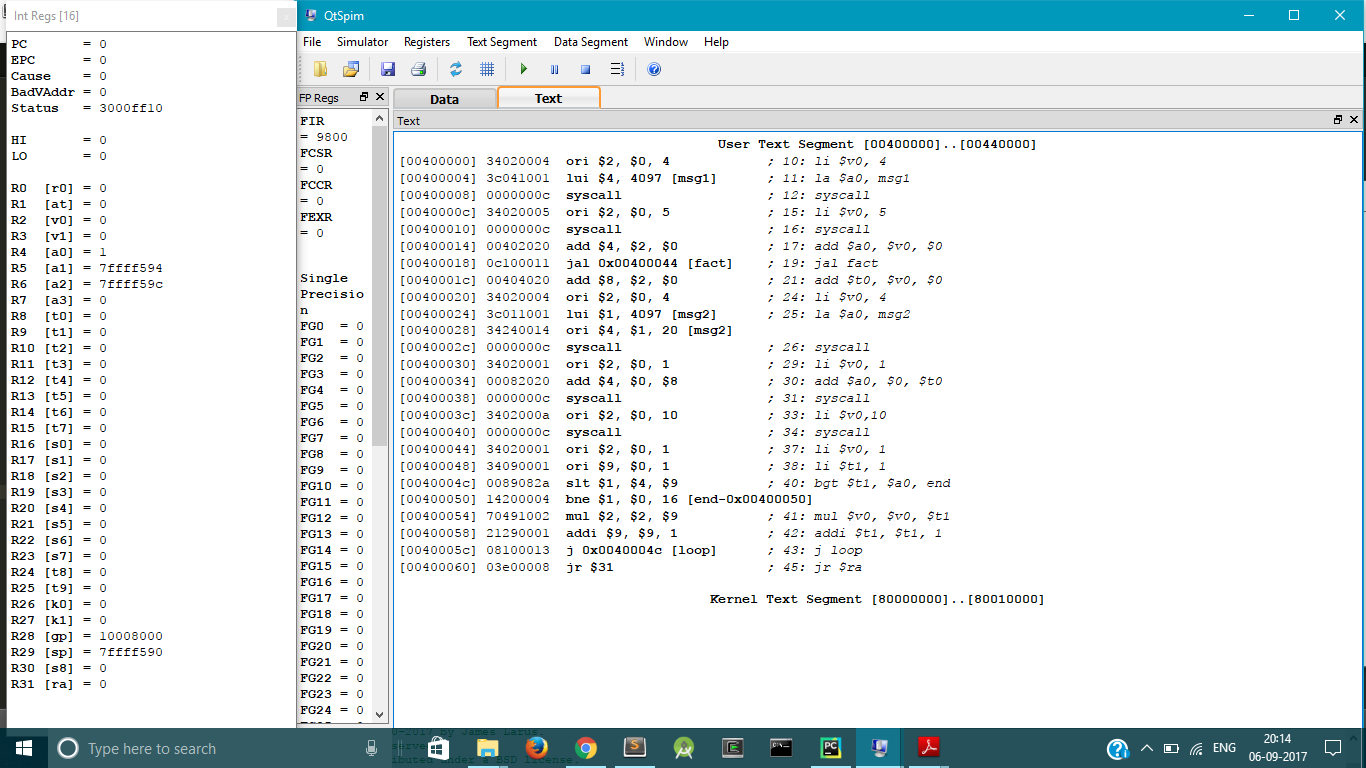 Int Regs [16]
PC = 0
EPC = 0
Cause = 0
BadVAddr = 0
Status = 3000ff10
HI = 0
LO = 0
R0 [r0] = 0
R1 [at] = 0
R2 [v0] = 0
R3 [v1] = 0
R4 [a0] = 1
R5 [a1] = 7ffff594
R6 [a2] = 7ffff59c
R7 [a3] = 0
R8 [t0] = 0
R9 [t1] = 0
R10 [t2] = 0
R11 [t3] = 0
R12 [t4] = 0
R13 [t5] = 0
R14 [t6] = 0
R15 [t7] = 0
R16 [s0] = 0
R17 [s1] = 0
R18 [s2] = 0
R19 [s3] = 0
R20 [s4] = 0
R21 [s5] = 0
R22 [s6] = 0
R23 [s7] = 0
R24 [t8] = 0
R25 [t9] = 0
R26 [k0] = 0
R27 [k1] = 0
R28 [gp] = 10008000
R29 [sp] = 7ffff590
R30 [s8] = 0
R31 [ra] = 0
QtSpim
File Simulator Registers Text Segment Data Segment Window Help
FP Regs
FIR
= 9800
FCSR
= 0
FCCR
= 0
FEXR
= 0
Single
Precisio
n
FG0 = 0
FG1 = 0
FG2 = 0
FG3 = 0
FG4 = 0
FG5 = 0
FG6 = 0
FG7 = 0
FG8 = 0
FG9 = 0
FG10 = 0
FG11 = 0
FG12 = 0
FG13 = 0
FG14 = 0
FG15 = 0
FG16 = 0
FG17 = 0
FG18 = 0
FG19 = 0
FG20 = 0
FG21 = 0
FG22 = 0
FG23 = 0
FG24 = 0
Data Text
Text
User Text Segment [00400000]..[00440000]
[00400000] 34020004 ori $2, $0, 4 ; 10: li $v0, 4
[00400004] 3c041001 lui $4, 4097 [msg1] ; 11: la $a0, msg1
[00400008] 0000000c syscall ; 12: syscall
[0040000c] 34020005 ori $2, $0, 5 ; 15: li $v0, 5
[00400010] 0000000c syscall ; 16: syscall
[00400014] 00402020 add $4, $2, $0 ; 17: add $a0, $v0, $0
[00400018] 0c100011 jal 0x00400044 [fact] ; 19: jal fact
[0040001c] 00404020 add $8, $2, $0 ; 21: add $t0, $v0, $0
[00400020] 34020004 ori $2, $0, 4 ; 24: li $v0, 4
[00400024] 3c011001 lui $1, 4097 [msg2] ; 25: la $a0, msg2
[00400028] 34240014 ori $4, $1, 20 [msg2]
[0040002c] 0000000c syscall ; 26: syscall
[00400030] 34020001 ori $2, $0, 1 ; 29: li $v0, 1
[00400034] 00082020 add $4, $0, $8 ; 30: add $a0, $0, $t0
[00400038] 0000000c syscall ; 31: syscall
[0040003c] 3402000a ori $2, $0, 10 ; 33: li $v0,10
[00400040] 0000000c syscall ; 34: syscall
[00400044] 34020001 ori $2, $0, 1 ; 37: li $v0, 1
[00400048] 34090001 ori $9, $0, 1 ; 38: li $t1, 1
[0040004c] 0089082a slt $1, $4, $9 ; 40: bgt $t1, $a0, end
[00400050] 14200004 bne $1, $0, 16 [end-0x00400050]
[00400054] 70491002 mul $2, $2, $9 ; 41: mul $v0, $v0, $t1
[00400058] 21290001 addi $9, $9, 1 ; 42: addi $t1, $t1, 1
[0040005c] 08100013 j 0x0040004c [loop] ; 43: j loop
[00400060] 03e00008 jr $31 ; 45: jr $ra
Kernel Text Segment [80000000]..[80010000]
Type here to search
ENG
20:14
06-09-2017